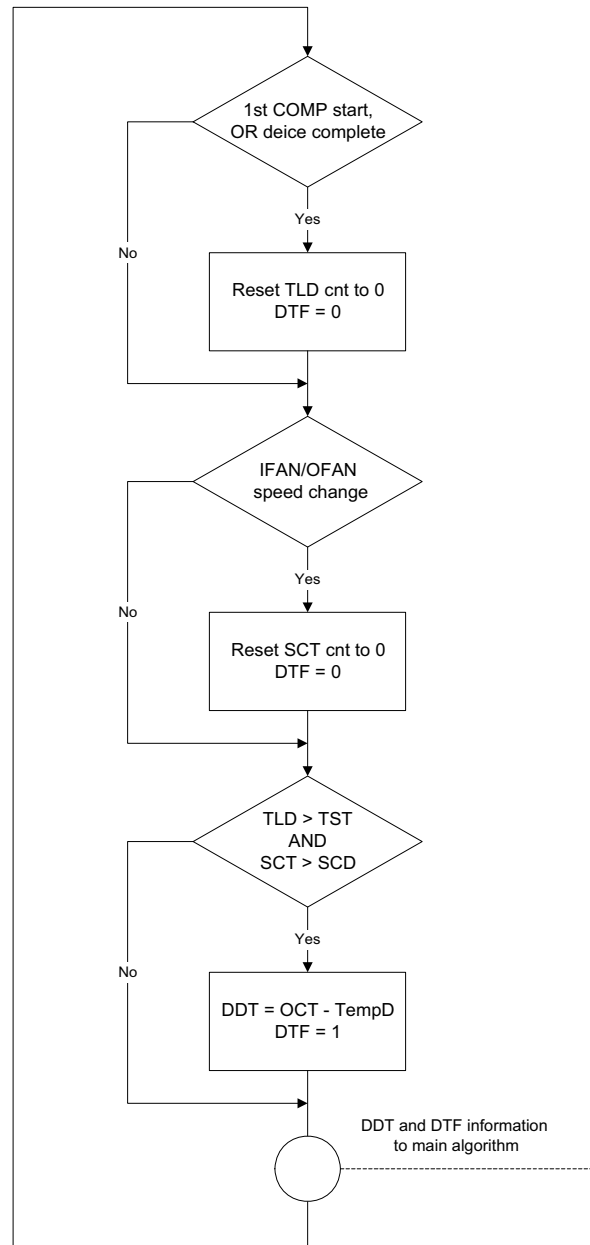 1st COMP start,
OR deice complete
Yes
No
Reset TLD cnt to 0
DTF = 0
IFAN/OFAN
speed change
Yes
No
Reset SCT cnt to 0
DTF = 0
TLD > TST
AND
SCT > SCD
Yes
No
DDT = OCT - TempD
DTF = 1
DDT and DTF information
to main algorithm